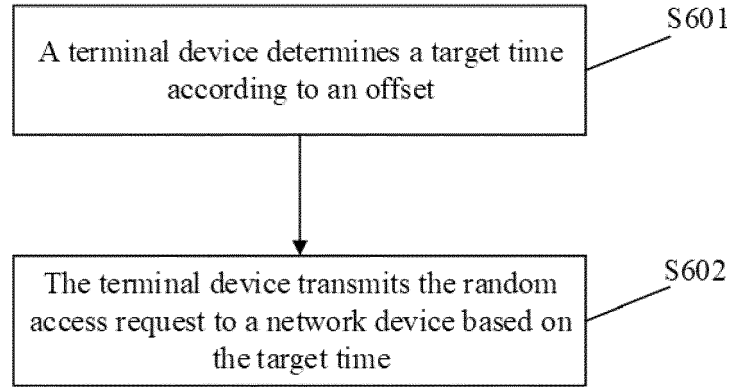 S601
A terminal device determines a target time
according to an offset
S602
The terminal device transmits the random
access request to a network device based on
the target time